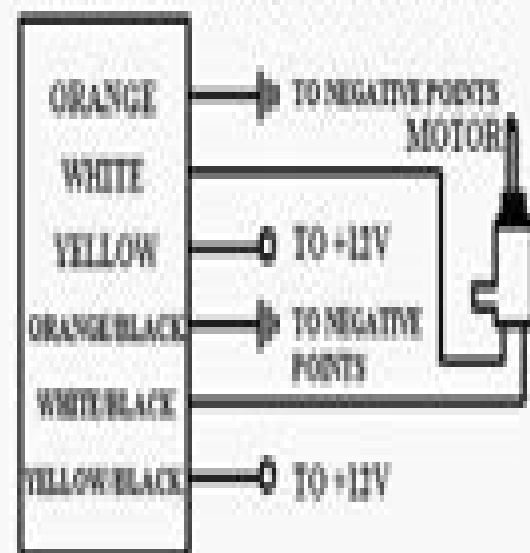 ORANGE
TO NEGATIVE POINTS
MOTOR
WHITE
YELLOW
TO +12V
ORANGE/BLACK
TO NEGATIVE
POINTS
WHITE/BLACK
YELLOW/BLACK
TO +12V